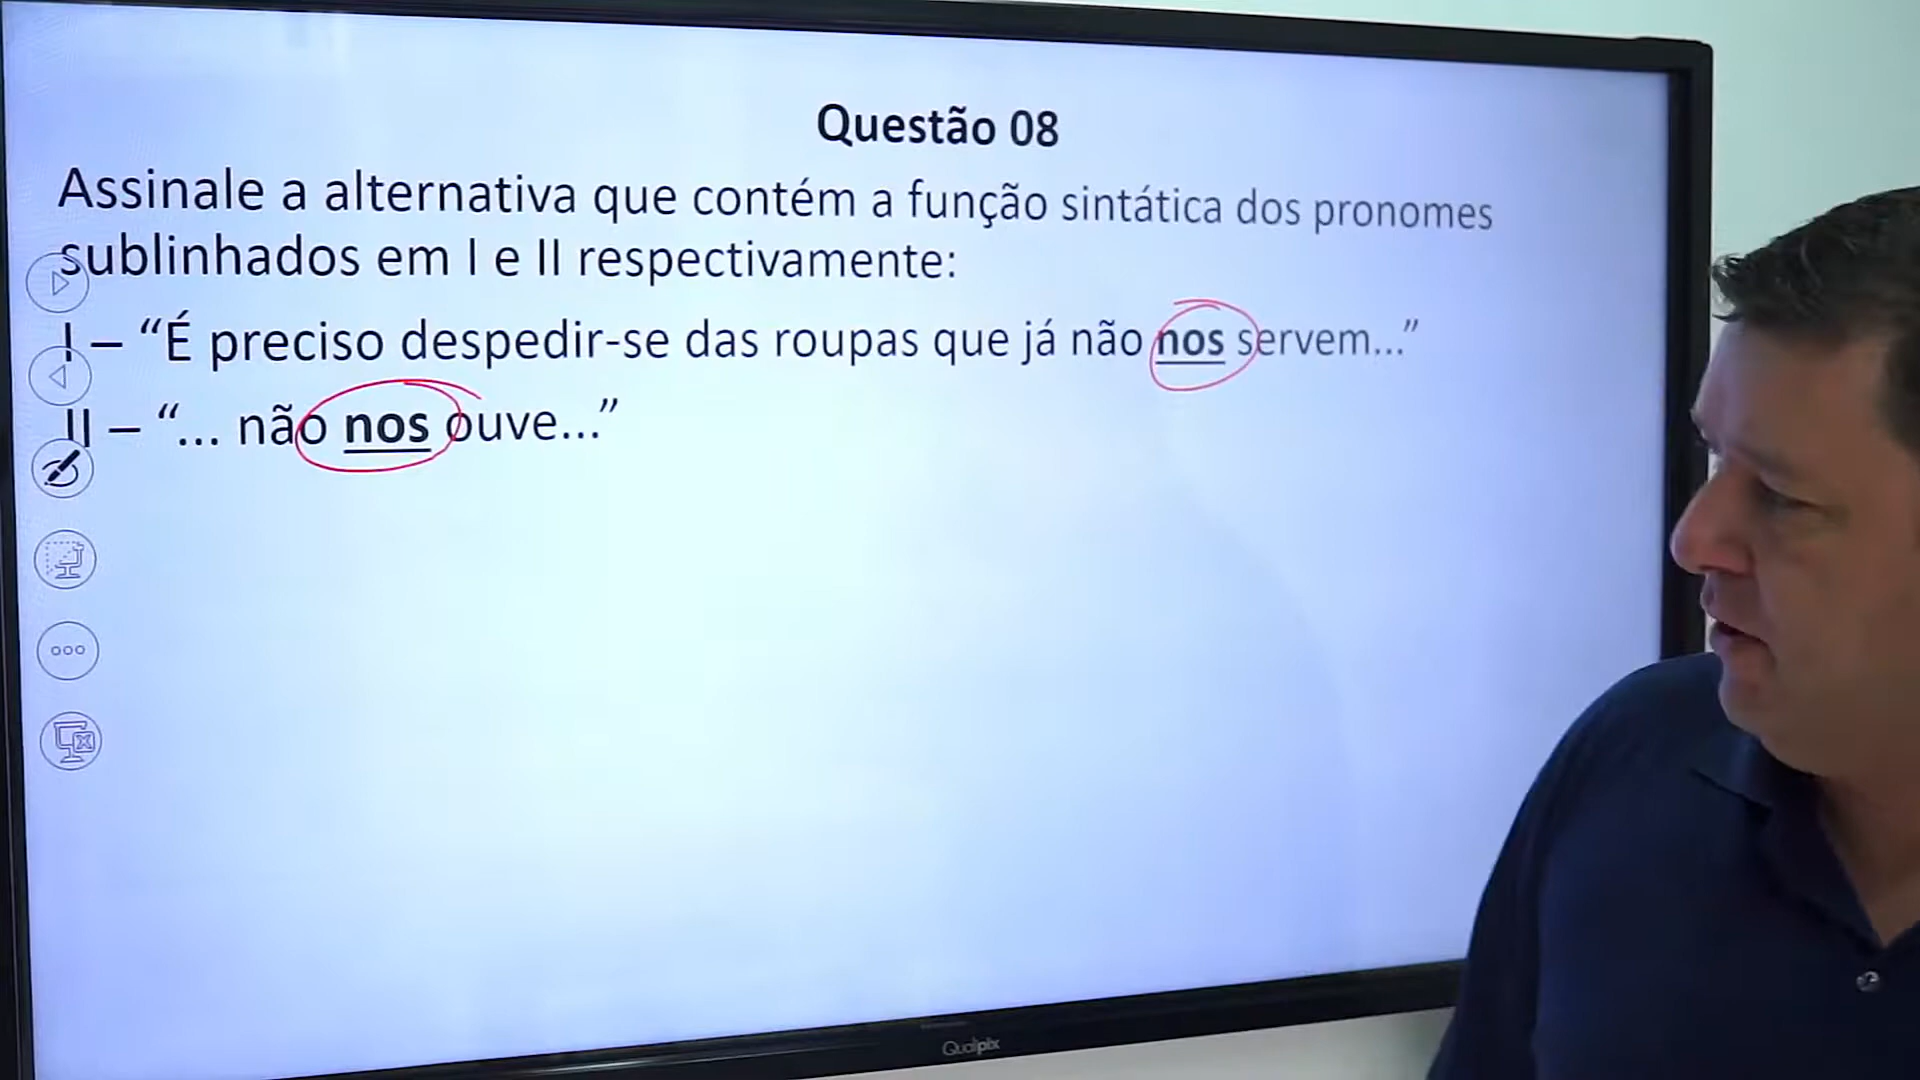 Questão 08
Assinale a alternativa que contém a função sintática dos pronomes
sublinhados em I e II respectivamente:
I – “É preciso despedir-se das roupas que já não nos servem...”
II – “... não nos ouve...”
Qualipix